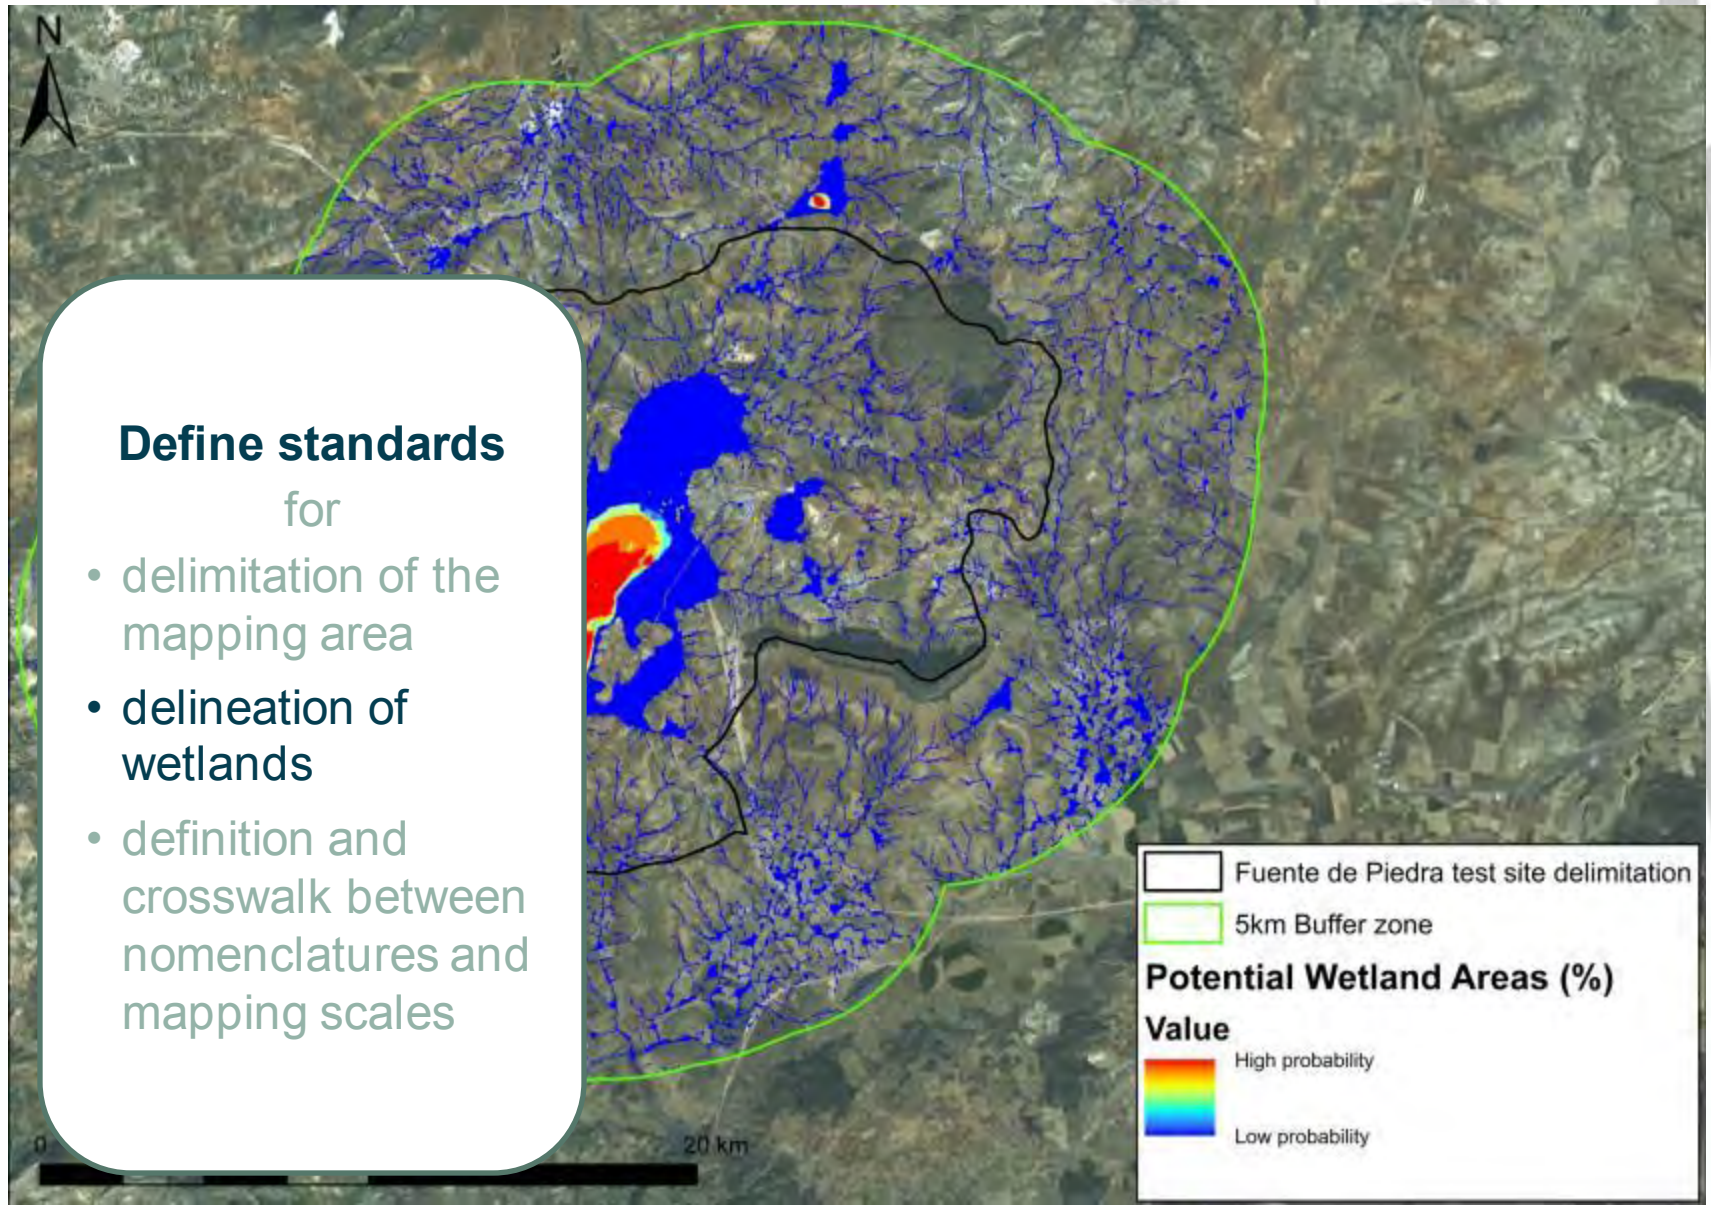 N
Define standards
for
• delimitation of the
mapping area
• delineation of
wetlands
• definition and
crosswalk between
nomenclatures and
mapping scales
0
20 km
Fuente de Piedra test site delimitation
5km Buffer zone
Potential Wetland Areas (%)
Value
High probability
Low probability